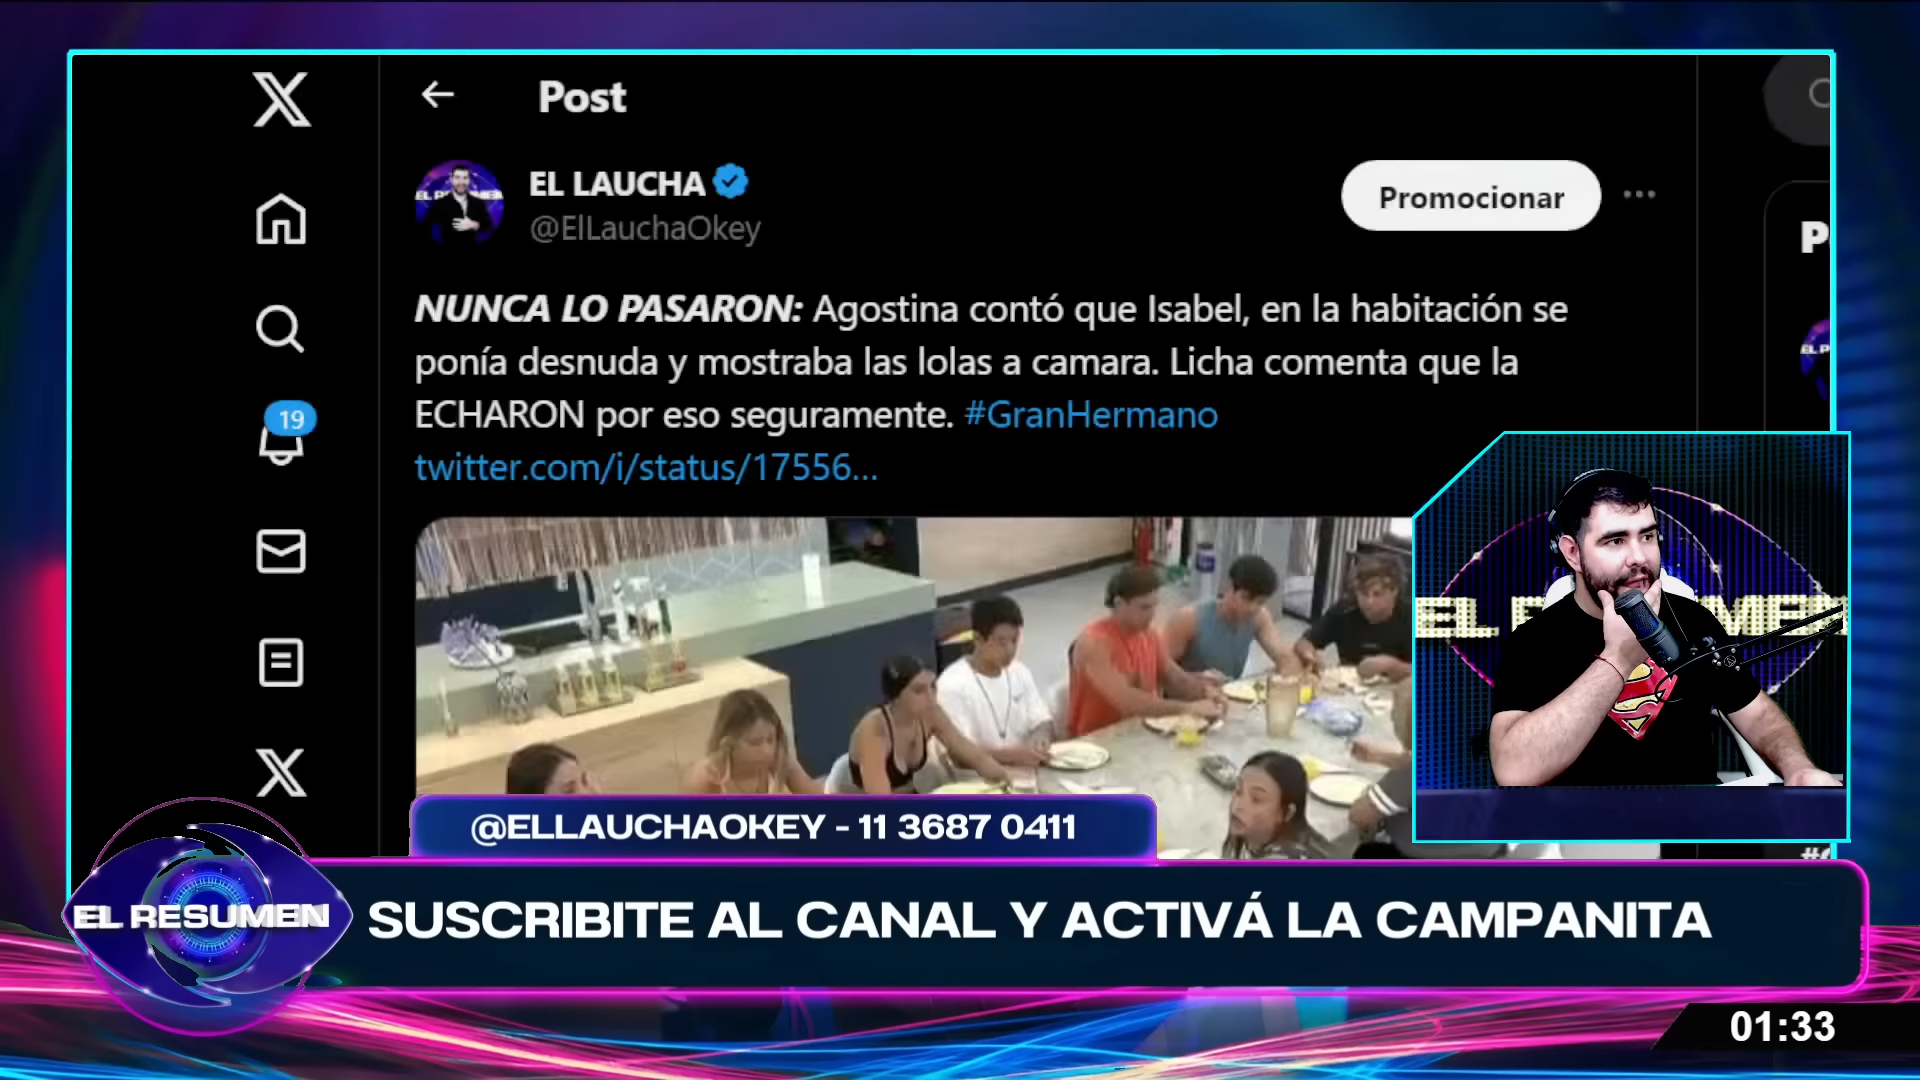 Post
EL LAUCHA
@ElLauchaOkey
Promocionar
NUNCA LO PASARON: Agostina contó que Isabel, en la habitación se
ponía desnuda y mostraba las lolas a camara. Licha comenta que la
ECHARON por eso seguramente. #GranHermano
twitter.com/i/status/17556...
19
@ELLAUCHAOKEY - 11 3687 0411
EL RESUMEN
SUSCRIBITE AL CANAL Y ACTIVÁ LA CAMPANITA
01:33